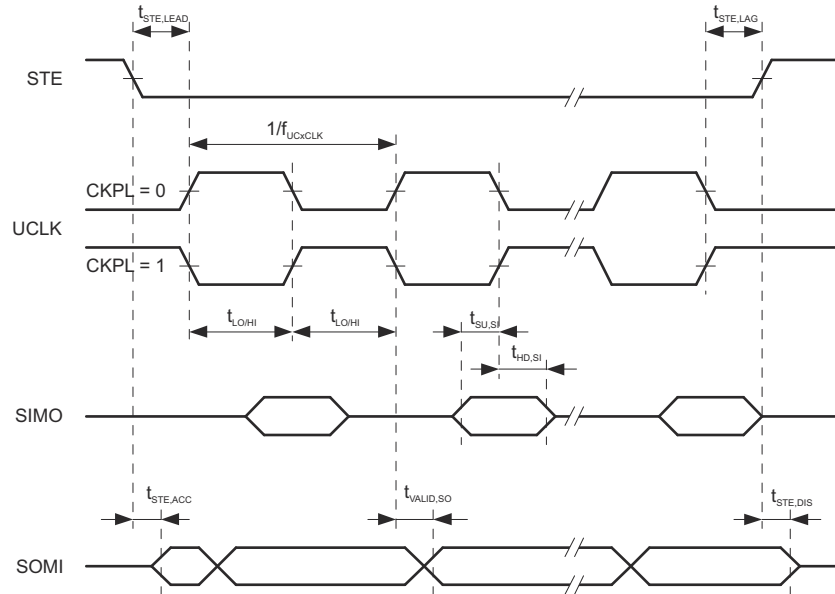 tSTE,LEAD
tSTE,LAG
STE
1/fUCxCLK
CKPL = 0
UCLK
CKPL = 1
tLO/HI tLO/HI
tSU,SI
tHD,SI
SIMO
tSTE,ACC
tVALID,SO
tSTE,DIS
SOMI